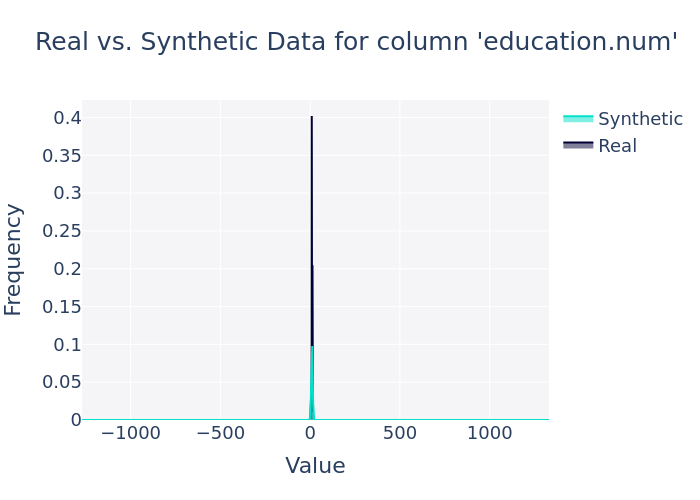 Real vs. Synthetic Data for column 'education.num'
Synthetic
Real
Frequency
0.4
0.35
0.3
0.25
0.2
0.15
0.1
0.05
0
−1000
−500
0
500
1000
Value